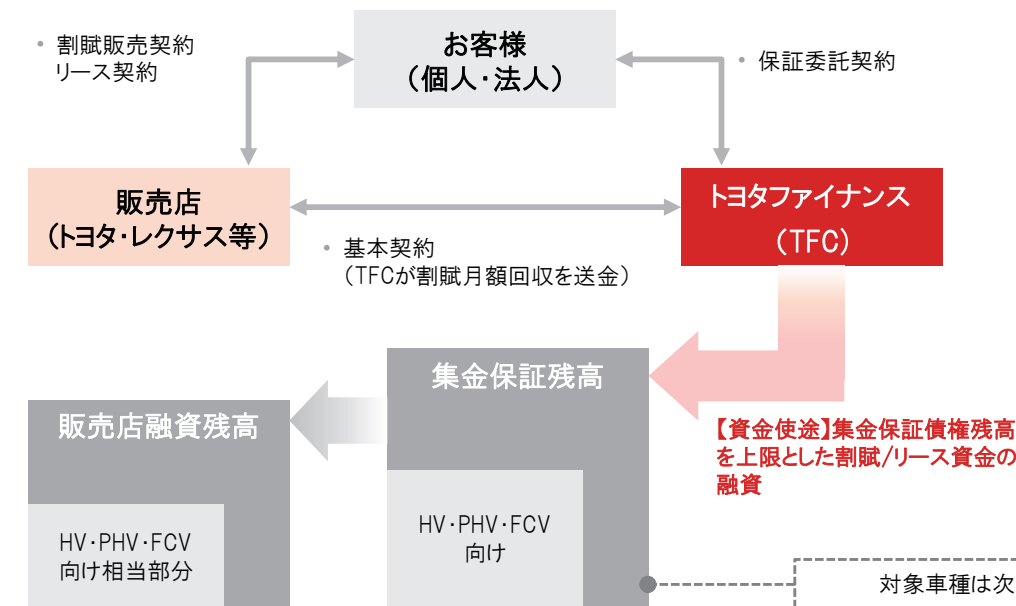 • 割賦販売契約
リース契約
お客様
（個人・法人）
• 保証委託契約
販売店
（トヨタ・レクサス等）
トヨタファイナンス
（TFC）
• 基本契約
（TFCが割賦月額回収を送金）
集金保証残高
販売店融資残高
【資金使途】集金保証債権残高
を上限とした割賦/リース資金の
融資
HV・PHV・FCV
向け
HV・PHV・FCV
向け相当部分
対象車種は次